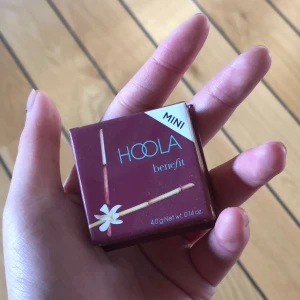 MINI
HOOLA
benefit
4.0 g Net wt. 0.14 oz.